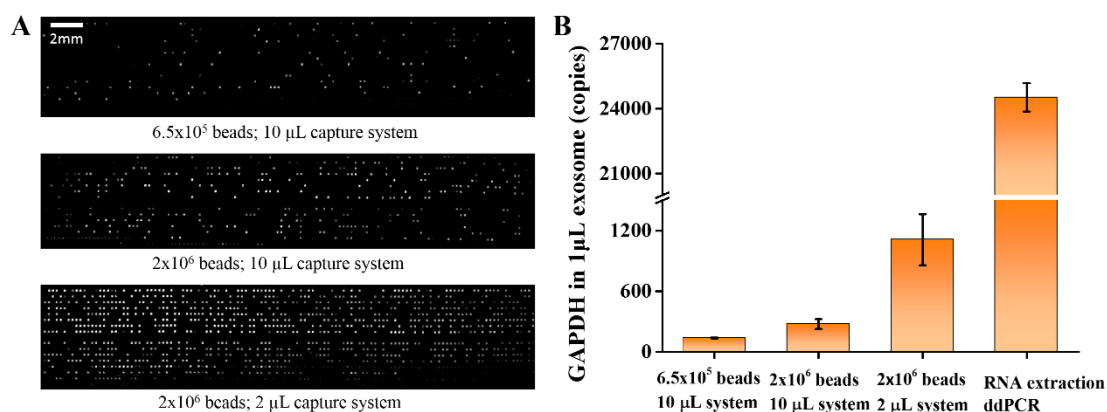 A
2mm
6.5x10⁵ beads; 10 μL capture system
2x10⁶ beads; 10 μL capture system
2x10⁶ beads; 2 μL capture system
B
GAPDH in 1μL exosome (copies)
27000
24000
21000
1200
600
0
6.5x10⁵ beads
10 μL system
2x10⁶ beads
10 μL system
2x10⁶ beads
2 μL system
RNA extraction
ddPCR